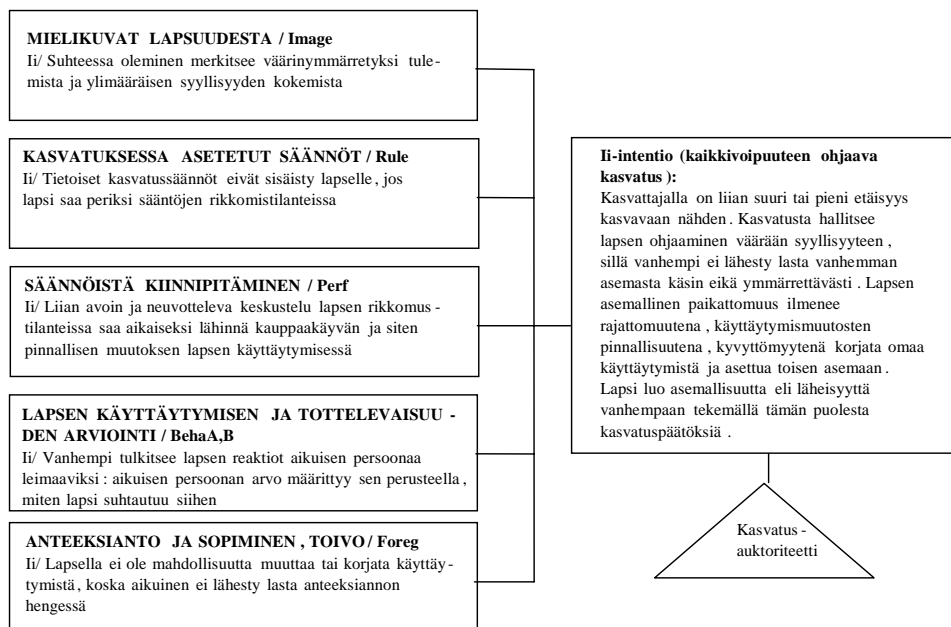 MIELIKUVAT LAPSUUDESTA / Image
Ii/ Suhteessa oleminen merkitsee väärinymmärretyksi tule-
mista ja ylimääräisen syyllisyyden kokemista
KASVATUKSESSA ASETETUT SÄÄNNÖT / Rule
Ii/ Tietoiset kasvatussäännöt eivät sisäisty lapselle, jos
lapsi saa periksi sääntöjen rikkomistilanteissa
SÄÄNNÖISTÄ KIINNIPITÄMINEN / Perf
Ii/ Liian avoin ja neuvotteleva keskustelu lapsen rikkomus-
tilanteissa saa aikaiseksi lähinnä kauppaakäyvän ja siten
pinnallisen muutoksen lapsen käyttäytymisessä
LAPSEN KÄYTTÄYTYMISEN JA TOTTELEVAISUU-
DEN ARVIOINTI / BehaA,B
Ii/ Vanhempi tulkitsee lapsen reaktiot aikuisen persoonaa
leimaaviksi: aikuisen persoonan arvo määrittyy sen perusteella,
miten lapsi suhtautuu siihen
ANTEEKSIANTO JA SOPIMINEN, TOIVO / Foreg
Ii/ Lapsella ei ole mahdollisuutta muuttaa tai korjata käyttäy-
tymistä, koska aikuinen ei lähesty lasta anteeksiannon
hengessä
Ii-intentio (kaikkivoipuuteen ohjaava
kasvatus):
Kasvattajalla on liian suuri tai pieni etäisyys
kasvavaan nähden. Kasvatusta hallitsee
lapsen ohjaaminen väärään syyllisyyteen,
sillä vanhempi ei lähesty lasta vanhemman
asemasta käsin eikä ymmärrettävästi. Lapsen
asemallinen paikattomuus ilmenee
rajattomuutena, käyttäytymismuutosten
pinnallisuutena, kyvyttömyytenä korjata omaa
käyttäytymistä ja asettua toisen asemaan.
Lapsi luo asemallisuutta eli läheisyyttä
vanhempaan tekemällä tämän puolesta
kasvatuspäätöksiä.
Kasvatus-
auktoriteetti